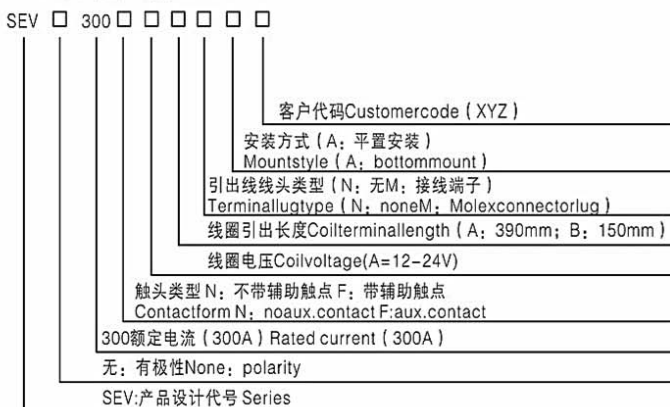 SEV □ 300 □ □ □ □ □ □
客户代码Customercode（XYZ）
安装方式（A：平置安装）
Mountstyle（A：bottommount）
引出线线头类型（N：无M：接线端子）
Terminallugtype（N：noneM：Molexconnectorlug）
线圈引出长度Coilterminallength（A：390mm；B：150mm）
线圈电压Coilvoltage(A=12-24V)
触头类型 N：不带辅助触点 F：带辅助触点
Contactform N：noaux.contact F:aux.contact
300额定电流（300A）Rated current（300A）
无：有极性None：polarity
SEV:产品设计代号 Series